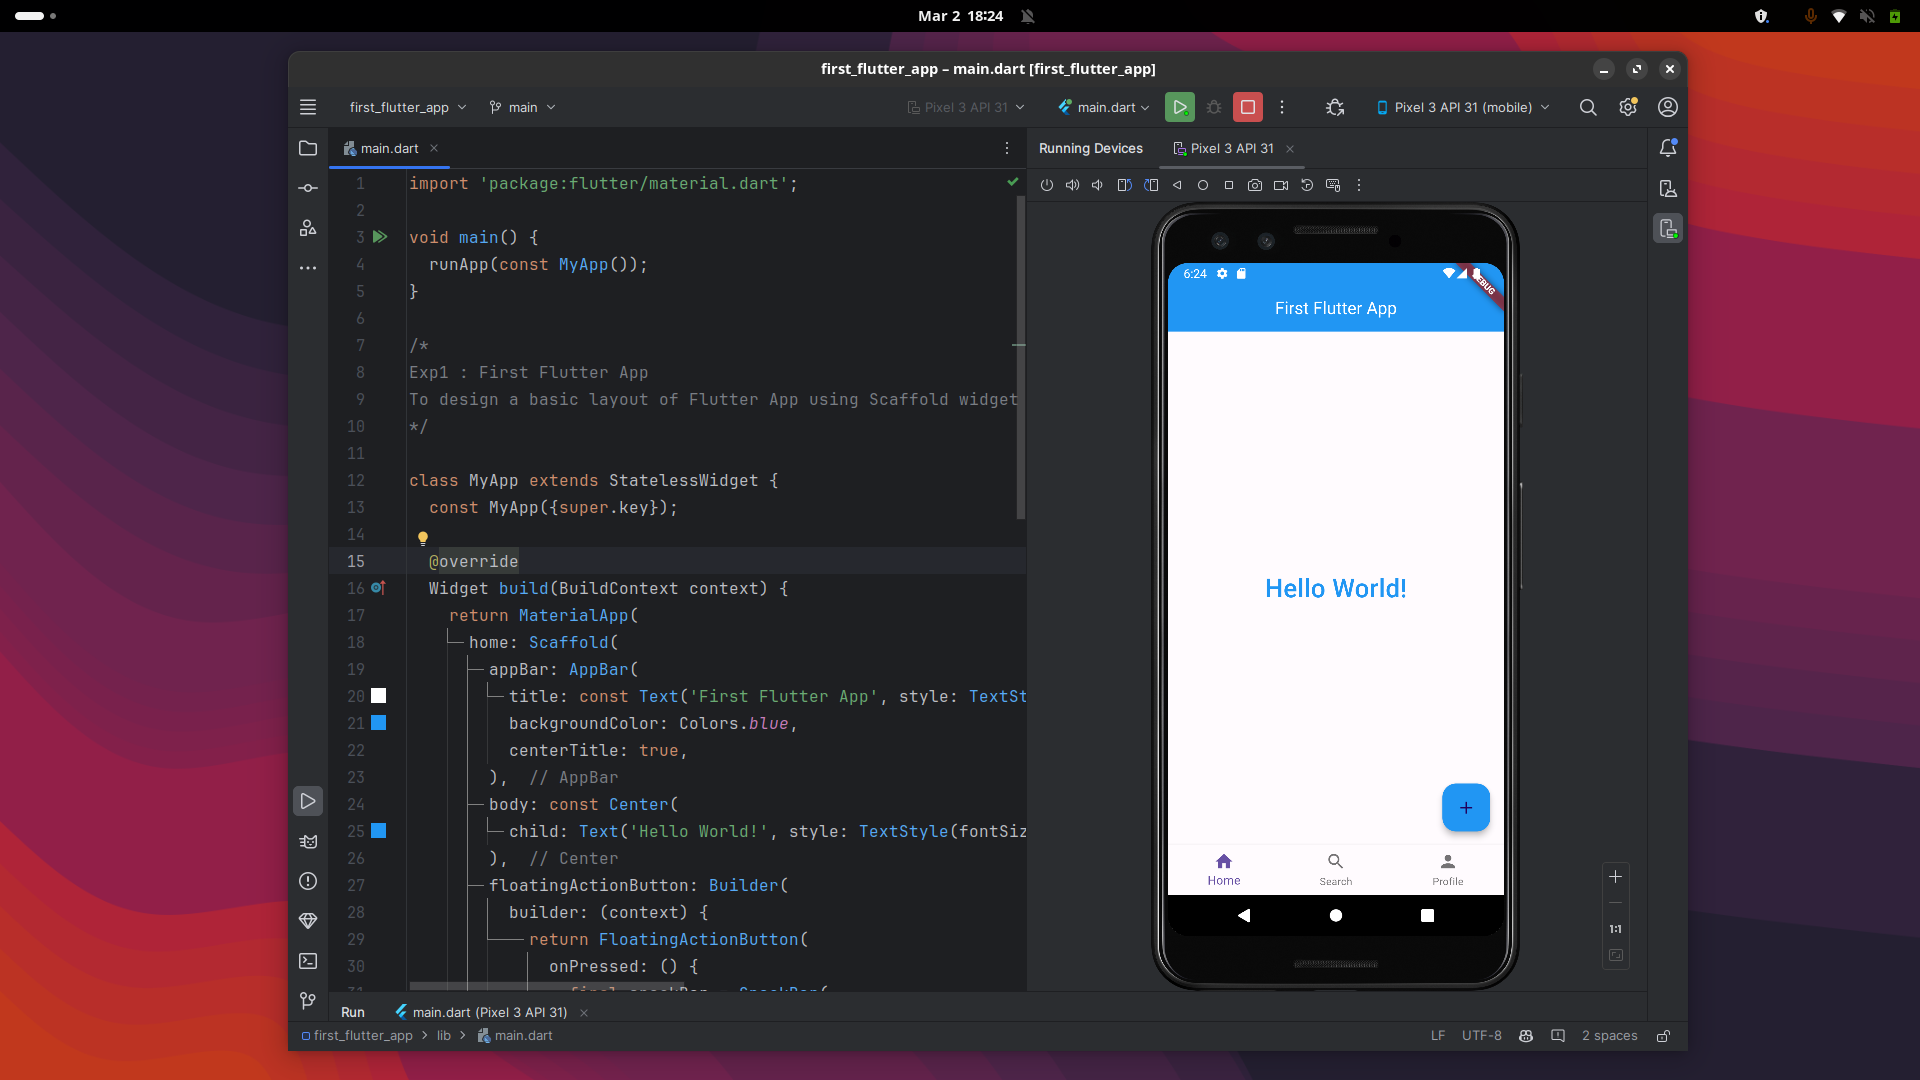 Mar 2 18:24
first_flutter_app – main.dart [first_flutter_app]
first_flutter_app
main
Pixel 3 API 31
main.dart
Pixel 3 API 31 (mobile)
main.dart
1 import 'package:flutter/material.dart';
2
3 void main() {
4 runApp(const MyApp());
5 }
6
7 /*
8 Exp1 : First Flutter App
9 To design a basic layout of Flutter App using Scaffold widget
10 */
11
12 class MyApp extends StatelessWidget {
13 const MyApp({super.key});
14
15 @override
16 Widget build(BuildContext context) {
17 return MaterialApp(
18 home: Scaffold(
19 appBar: AppBar(
20 title: const Text('First Flutter App', style: TextSt
21 backgroundColor: Colors.blue,
22 centerTitle: true,
23 ), // AppBar
24 body: const Center(
25 child: Text('Hello World!', style: TextStyle(fontSiz
26 ), // Center
27 floatingActionButton: Builder(
28 builder: (context) {
29 return FloatingActionButton(
30 onPressed: () {
Running Devices
Pixel 3 API 31
6:24
First Flutter App
Hello World!
+
Home
Search
Profile
1:1
Run
main.dart (Pixel 3 API 31)
first_flutter_app > lib > main.dart
LF
UTF-8
2 spaces